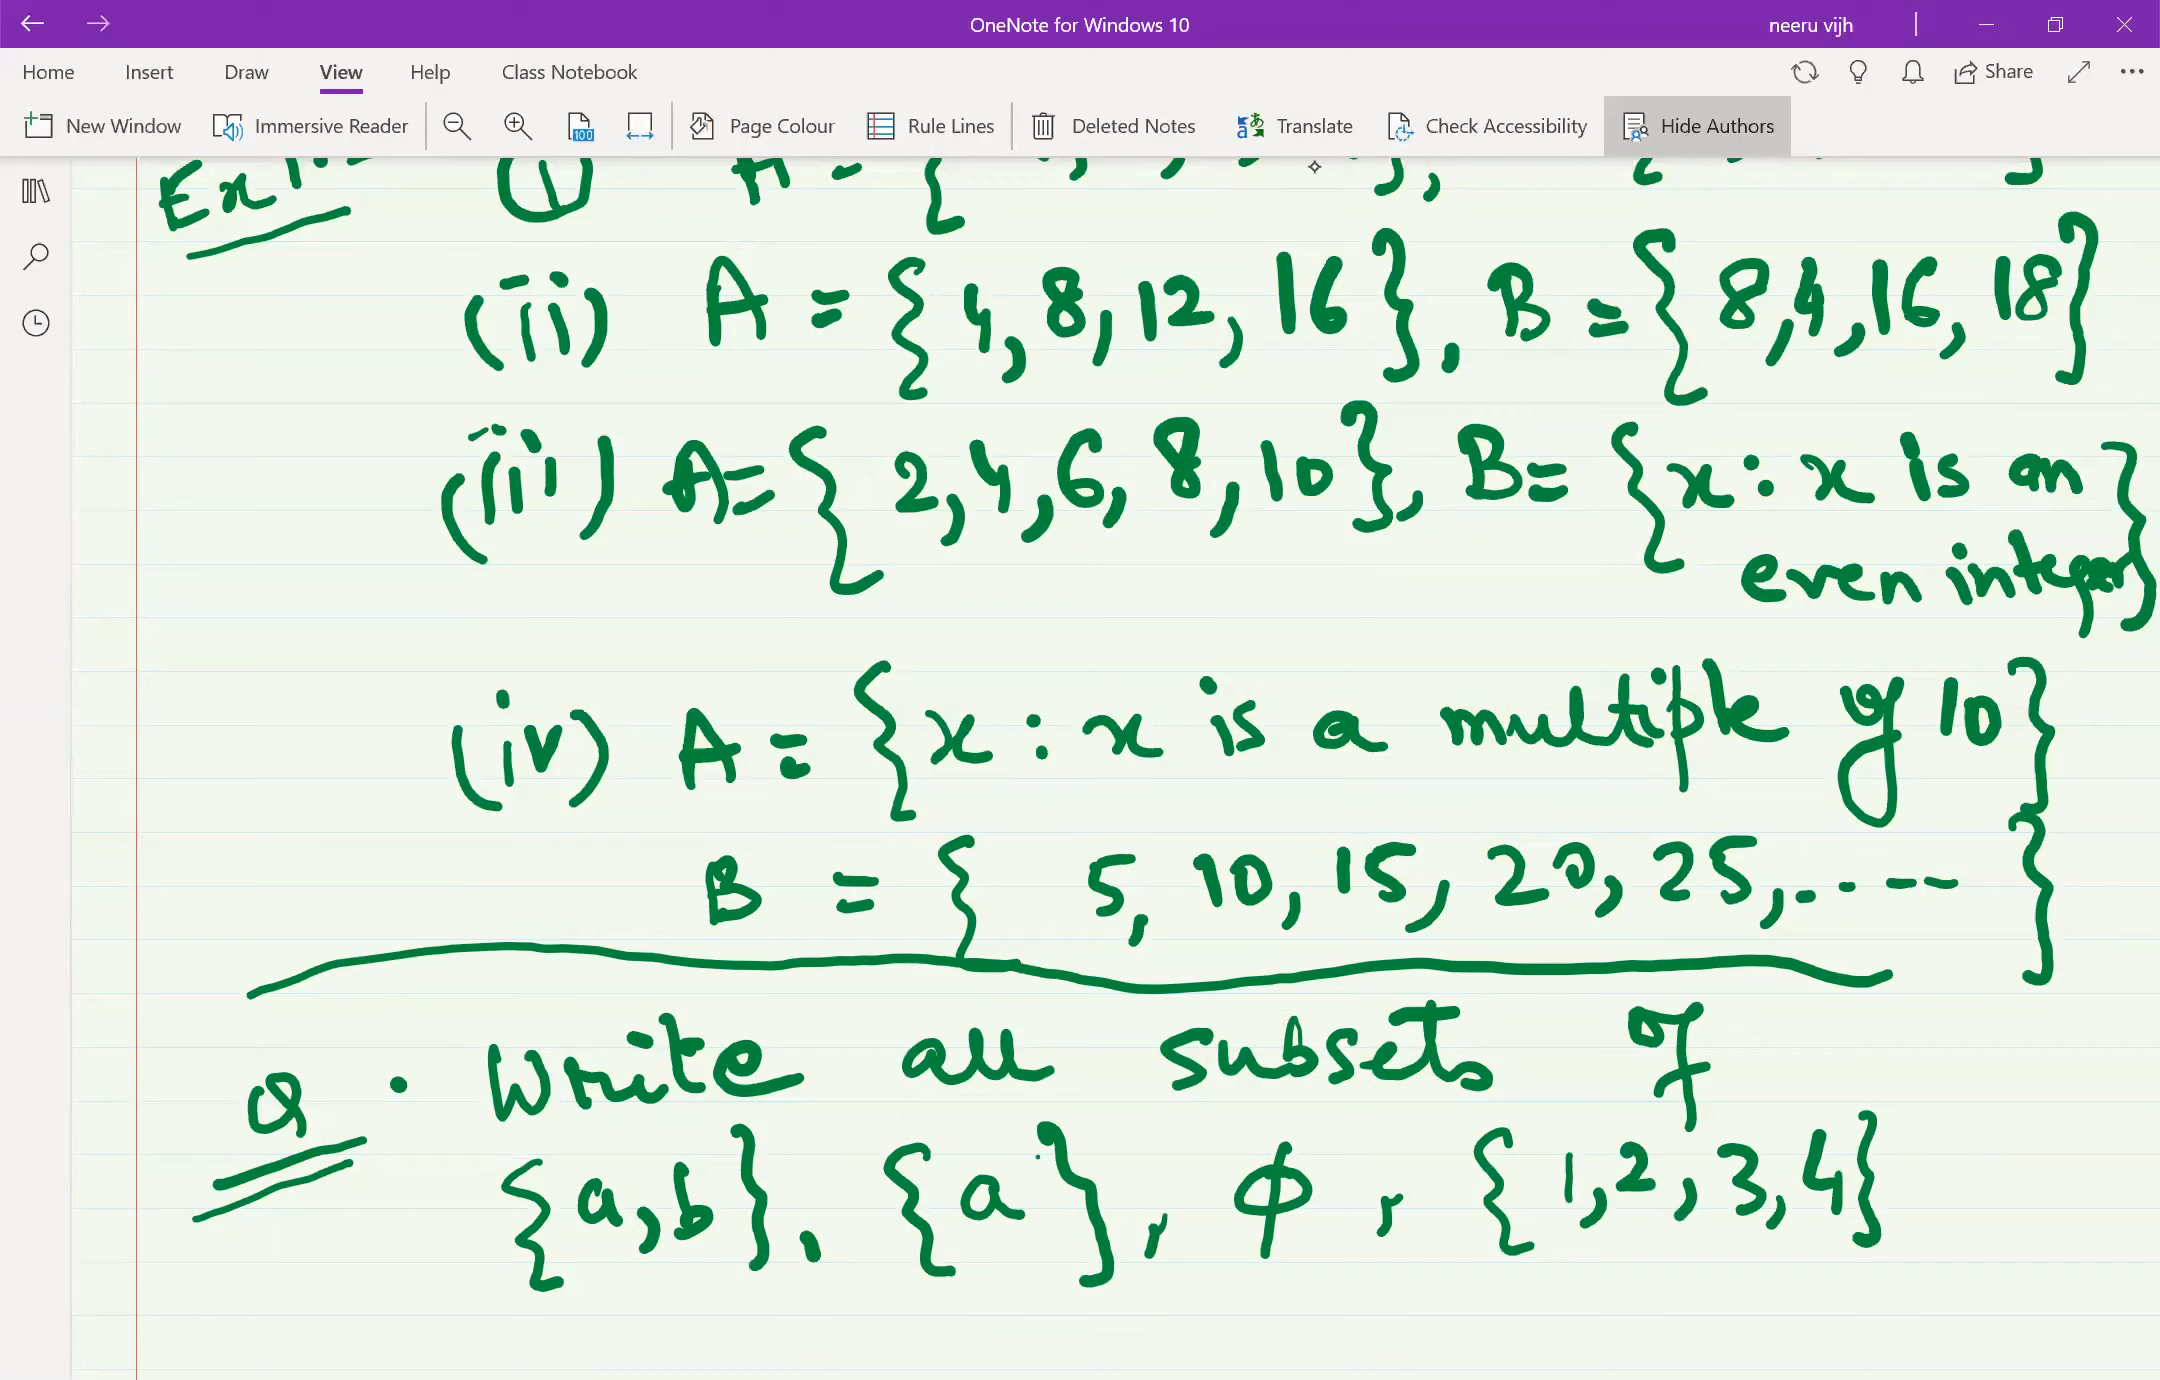 OneNote for Windows 10
neeru vijh
Home Insert Draw View Help Class Notebook Share
New Window Immersive Reader 100 Page Colour Rule Lines Deleted Notes Translate Check Accessibility Hide Authors
Ex 1:- (i) A = {
(ii) A = {4, 8, 12, 16}, B = {8, 4, 16, 18}
(iii) A = {2, 4, 6, 8, 10}, B = {x : x is an
even integer}
(iv) A = {x : x is a multiple of 10}
B = {5, 10, 15, 20, 25, ----}
Q. Write all subsets of
{a, b}, {a}, φ, {1, 2, 3, 4}